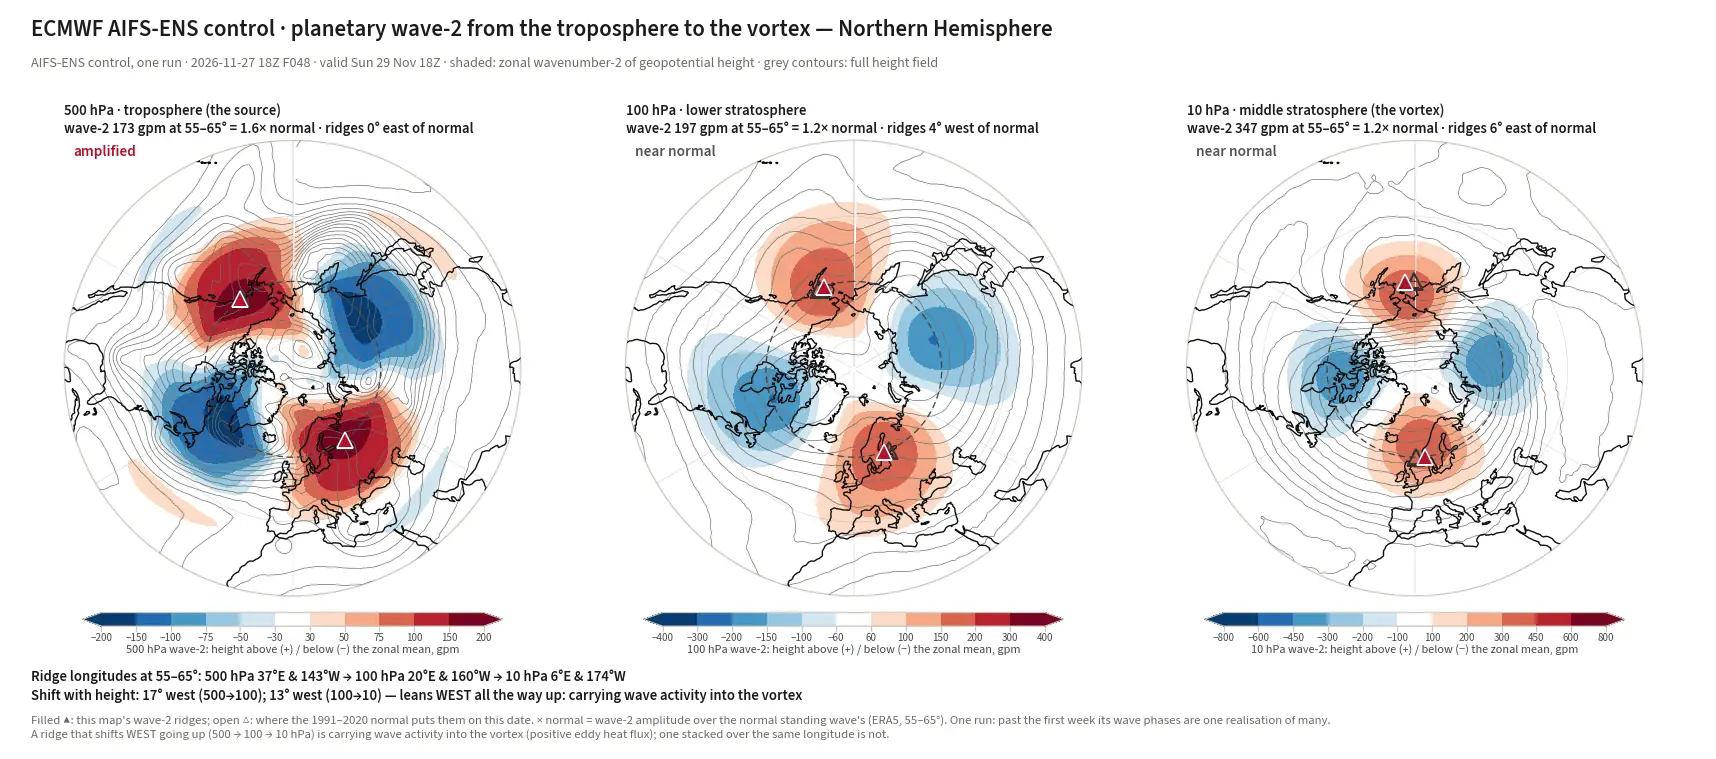 ECMWF AIFS-ENS control · planetary wave-2 from the troposphere to the vortex — Northern Hemisphere
AIFS-ENS control, one run · 2026-11-27 18Z F048 · valid Sun 29 Nov 18Z · shaded: zonal wavenumber-2 of geopotential height · grey contours: full height field
500 hPa · troposphere (the source)
wave-2 173 gpm at 55–65° = 1.6× normal · ridges 0° east of normal
amplified
100 hPa · lower stratosphere
wave-2 197 gpm at 55–65° = 1.2× normal · ridges 4° west of normal
near normal
10 hPa · middle stratosphere (the vortex)
wave-2 347 gpm at 55–65° = 1.2× normal · ridges 6° east of normal
near normal
−200 −150 −100 −75 −50 −30 30 50 75 100 150 200
500 hPa wave-2: height above (+) / below (−) the zonal mean, gpm
−400 −300 −200 −150 −100 −60 60 100 150 200 300 400
100 hPa wave-2: height above (+) / below (−) the zonal mean, gpm
−800 −600 −450 −300 −200 −100 100 200 300 450 600 800
10 hPa wave-2: height above (+) / below (−) the zonal mean, gpm
Ridge longitudes at 55–65°: 500 hPa 37°E & 143°W → 100 hPa 20°E & 160°W → 10 hPa 6°E & 174°W
Shift with height: 17° west (500→100); 13° west (100→10) — leans WEST all the way up: carrying wave activity into the vortex
Filled ▲: this map's wave-2 ridges; open △: where the 1991–2020 normal puts them on this date. × normal = wave-2 amplitude over the normal standing wave's (ERA5, 55–65°). One run: past the first week its wave phases are one realisation of many.
A ridge that shifts WEST going up (500 → 100 → 10 hPa) is carrying wave activity into the vortex (positive eddy heat flux); one stacked over the same longitude is not.